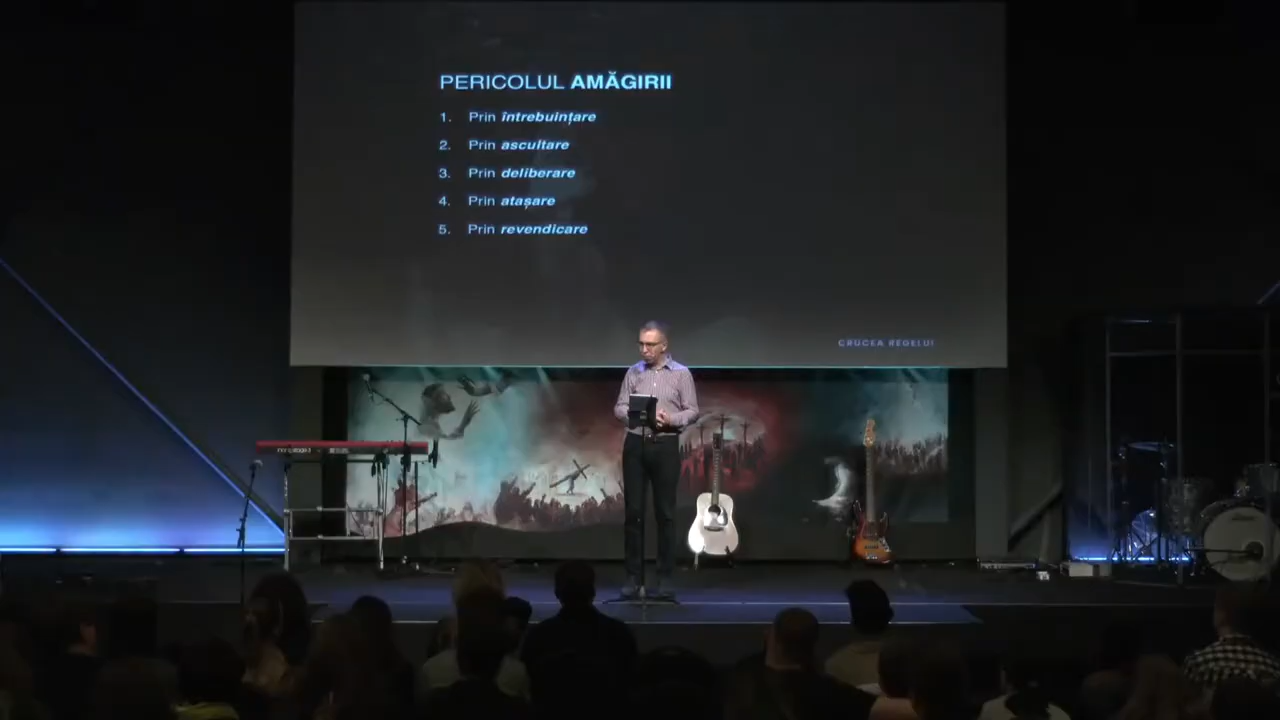 PERICOLUL AMĂGIRII
1. Prin întrebuințare
2. Prin ascultare
3. Prin deliberare
4. Prin atașare
5. Prin revendicare
CRUCEA REGELUI